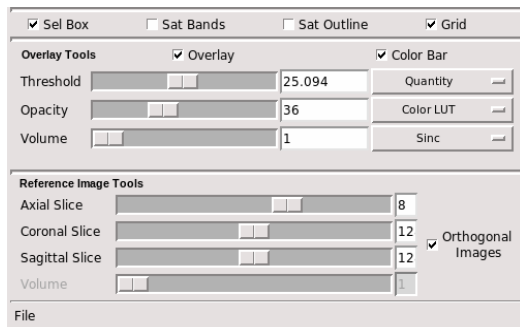 Sel Box Sat Bands Sat Outline Grid
Overlay Tools Overlay Color Bar
Threshold 25.094 Quantity
Opacity 36 Color LUT
Volume 1 Sinc
Reference Image Tools
Axial Slice 8
Coronal Slice 12
Orthogonal
Images
Sagittal Slice 12
Volume 1
File